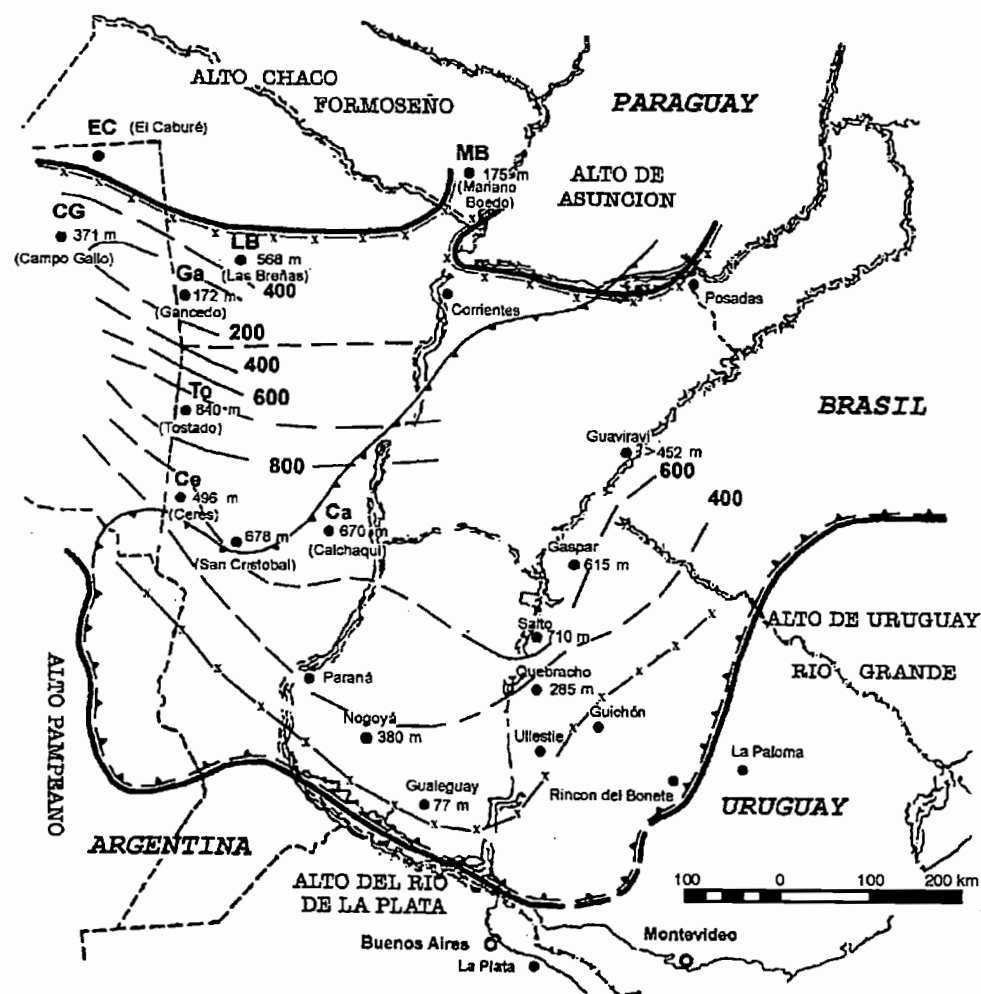 ALTO CHACO
FORMOSEÑO
PARAGUAY
EC (El Caburé)
MB
175 m
(Mariano
Boedo)
ALTO DE
ASUNCION
CG
371 m
(Campo Gallo)
LB
568 m
(Las Breñas)
Ga
172 m
(Gancedo)
400
Corrientes
Posadas
200
400
600
To
840 m
(Tostado)
BRASIL
Guaviraví
>452 m
800
600
Ce
496 m
(Ceres)
400
Ca
670 m
(Calchaquí)
678 m
(San Cristobal)
Gaspar
615 m
ALTO DE URUGUAY
RIO GRANDE
Salto
710 m
ALTO PAMPEANO
Paraná
Quebracho
285 m
Nogoyá
380 m
Guichón
Ullestie
La Paloma
Gualeguay
77 m
Rincon del Bonete
URUGUAY
ARGENTINA
ALTO DEL RIO
DE LA PLATA
100 0 100 200 km
Buenos Aires
Montevideo
La Plata